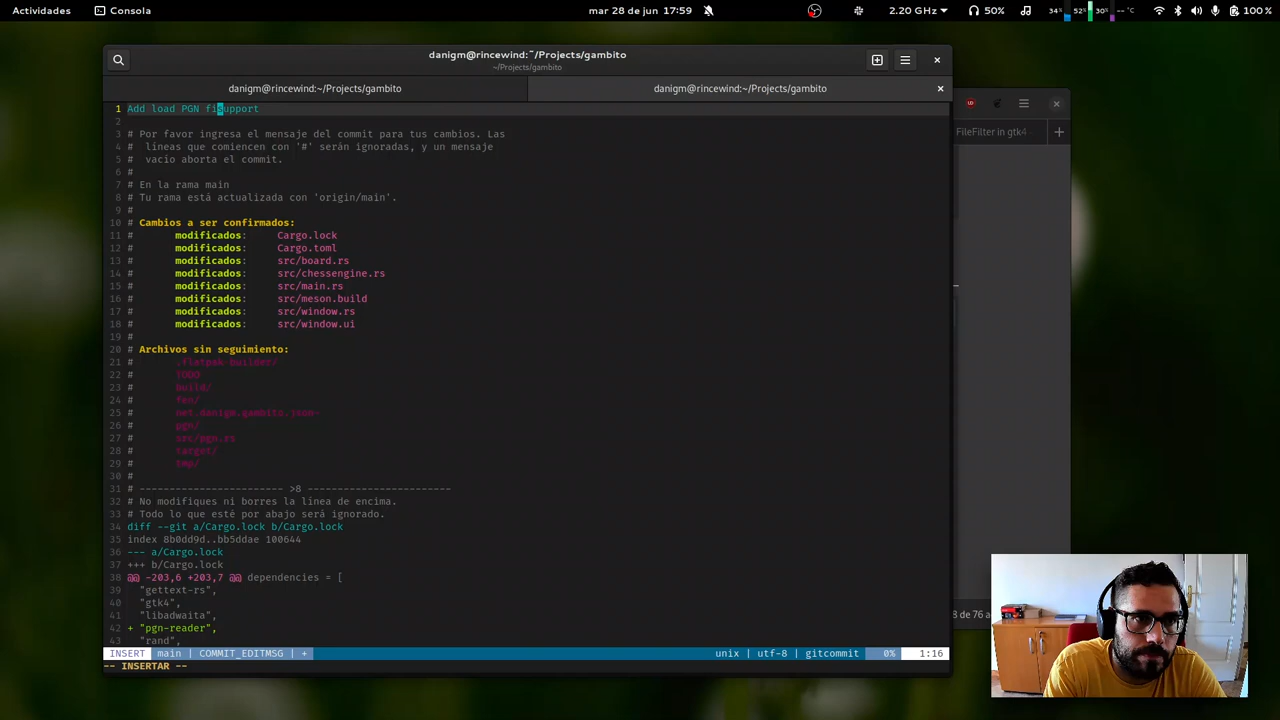 Actividades
Consola
mar 28 de jun 17:59
2.20 GHz
50%
34%
52%
30%
-- °C
100 %
danigm@rincewind:~/Projects/gambito
~/Projects/gambito
danigm@rincewind:~/Projects/gambito
danigm@rincewind:~/Projects/gambito
FileFilter in gtk4
1 Add load PGN fisupport
2
3 # Por favor ingresa el mensaje del commit para tus cambios. Las
4 # líneas que comiencen con '#' serán ignoradas, y un mensaje
5 # vacío aborta el commit.
6 #
7 # En la rama main
8 # Tu rama está actualizada con 'origin/main'.
9 #
10 # Cambios a ser confirmados:
11 # modificados: Cargo.lock
12 # modificados: Cargo.toml
13 # modificados: src/board.rs
14 # modificados: src/chessengine.rs
15 # modificados: src/main.rs
16 # modificados: src/meson.build
17 # modificados: src/window.rs
18 # modificados: src/window.ui
19 #
20 # Archivos sin seguimiento:
21 # .flatpak-builder/
22 # TODO
23 # build/
24 # fen/
25 # net.danigm.gambito.json~
26 # pgn/
27 # src/pgn.rs
28 # target/
29 # tmp/
30 #
31 # ------------------------ >8 ------------------------
32 # No modifiques ni borres la línea de encima.
33 # Todo lo que esté por abajo será ignorado.
34 diff --git a/Cargo.lock b/Cargo.lock
35 index 8b0dd9d..bb5ddae 100644
36 --- a/Cargo.lock
37 +++ b/Cargo.lock
38 @@ -203,6 +203,7 @@ dependencies = [
39 "gettext-rs",
40 "gtk4",
41 "libadwaita",
42 + "pgn-reader",
43 "rand",
8 de 76 a
INSERT | main | COMMIT_EDITMSG | +
unix | utf-8 | gitcommit
0%
1:16
-- INSERTAR --